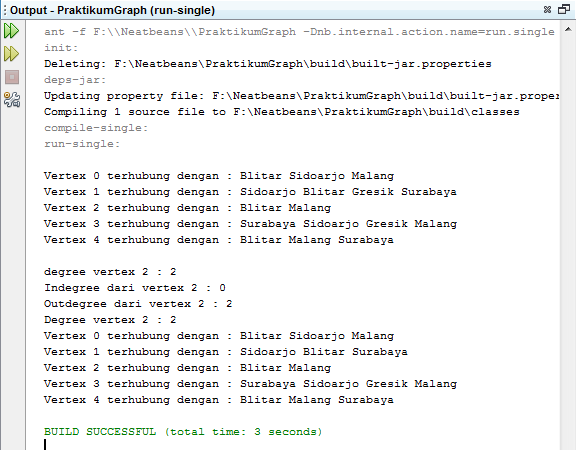 Output - PraktikumGraph (run-single)
ant -f F:\\Neatbeans\\PraktikumGraph -Dnb.internal.action.name=run.single
init:
Deleting: F:\Neatbeans\PraktikumGraph\build\built-jar.properties
deps-jar:
Updating property file: F:\Neatbeans\PraktikumGraph\build\built-jar.proper
Compiling 1 source file to F:\Neatbeans\PraktikumGraph\build\classes
compile-single:
run-single:
Vertex 0 terhubung dengan : Blitar Sidoarjo Malang
Vertex 1 terhubung dengan : Sidoarjo Blitar Gresik Surabaya
Vertex 2 terhubung dengan : Blitar Malang
Vertex 3 terhubung dengan : Surabaya Sidoarjo Gresik Malang
Vertex 4 terhubung dengan : Blitar Malang Surabaya
degree vertex 2 : 2
Indegree dari vertex 2 : 0
Outdegree dari vertex 2 : 2
Degree vertex 2 : 2
Vertex 0 terhubung dengan : Blitar Sidoarjo Malang
Vertex 1 terhubung dengan : Sidoarjo Blitar Surabaya
Vertex 2 terhubung dengan : Blitar Malang
Vertex 3 terhubung dengan : Surabaya Sidoarjo Gresik Malang
Vertex 4 terhubung dengan : Blitar Malang Surabaya
BUILD SUCCESSFUL (total time: 3 seconds)